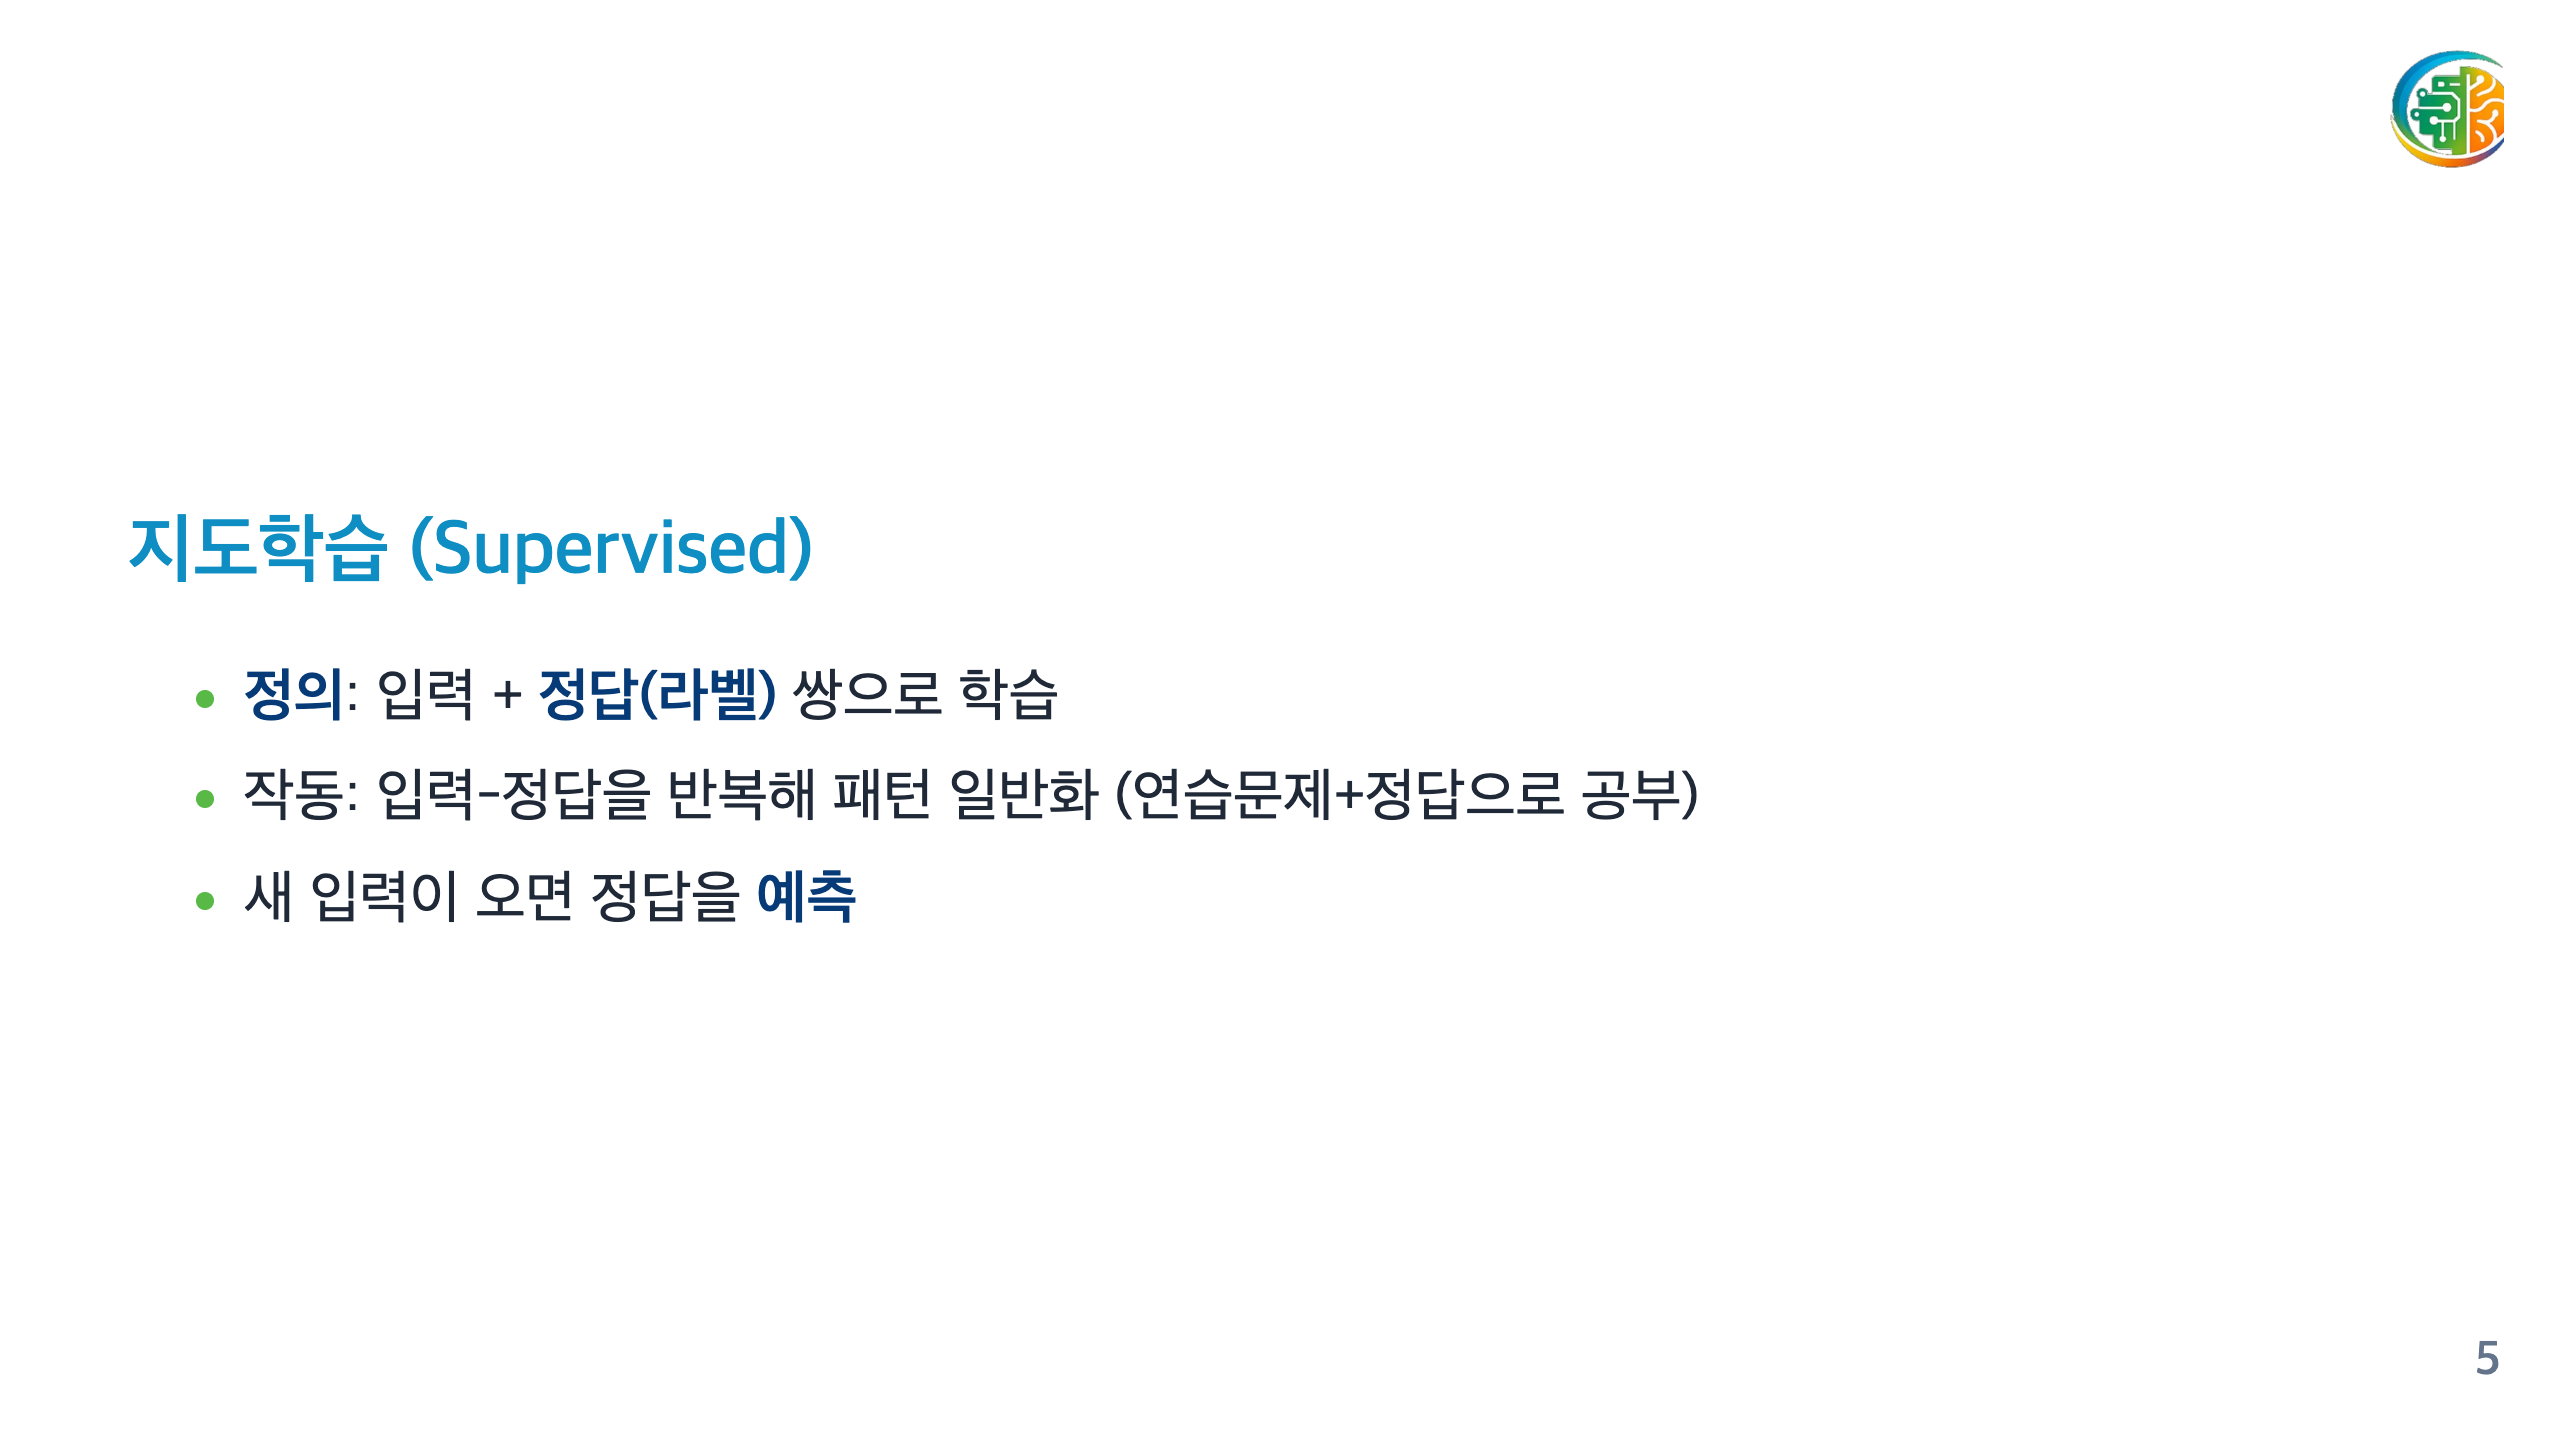 지도학습 (Supervised)
정의: 입력 + 정답(라벨) 쌍으로 학습
작동: 입력-정답을 반복해 패턴 일반화 (연습문제+정답으로 공부)
새 입력이 오면 정답을 예측
5